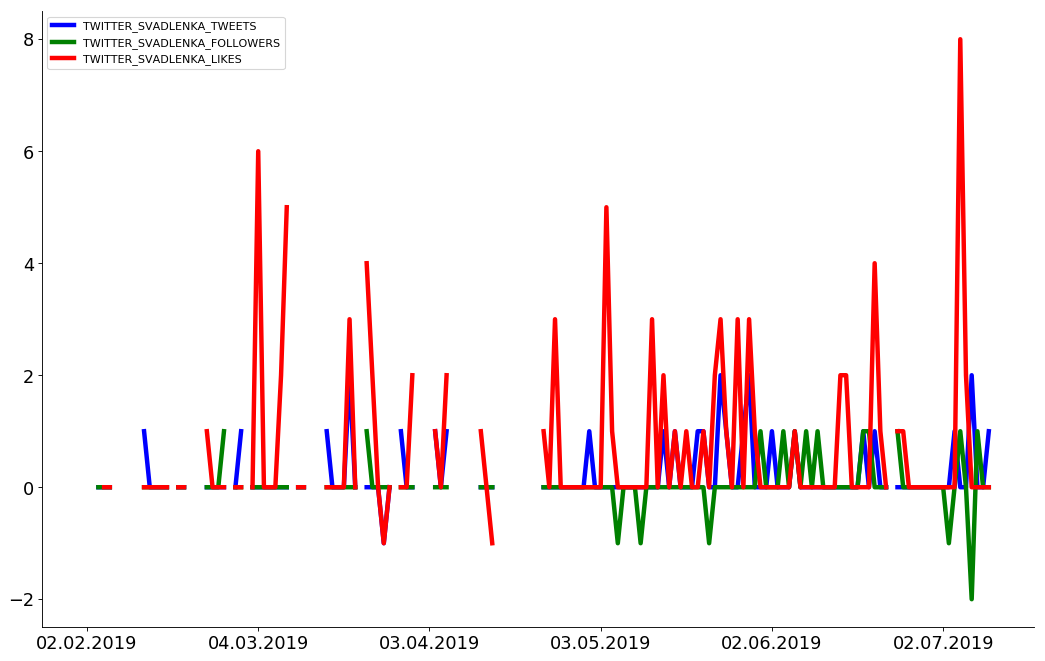 TWITTER_SVADLENKA_TWEETS
TWITTER_SVADLENKA_FOLLOWERS
TWITTER_SVADLENKA_LIKES
8
6
4
2
0
−2
02.02.2019 04.03.2019 03.04.2019 03.05.2019 02.06.2019 02.07.2019